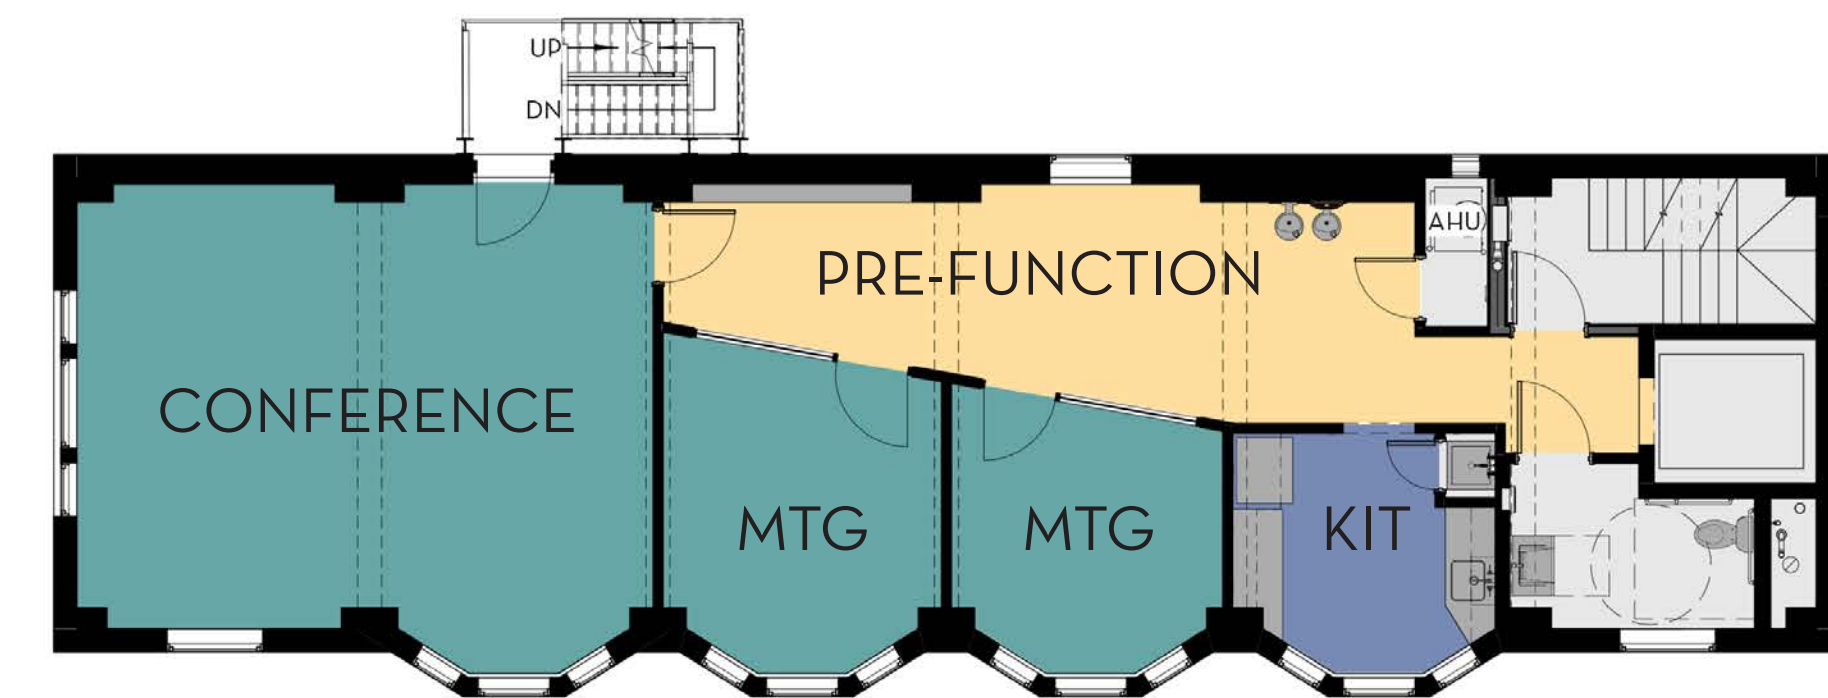 UP
DN
AHU
PRE-FUNCTION
CONFERENCE
MTG
MTG
KIT